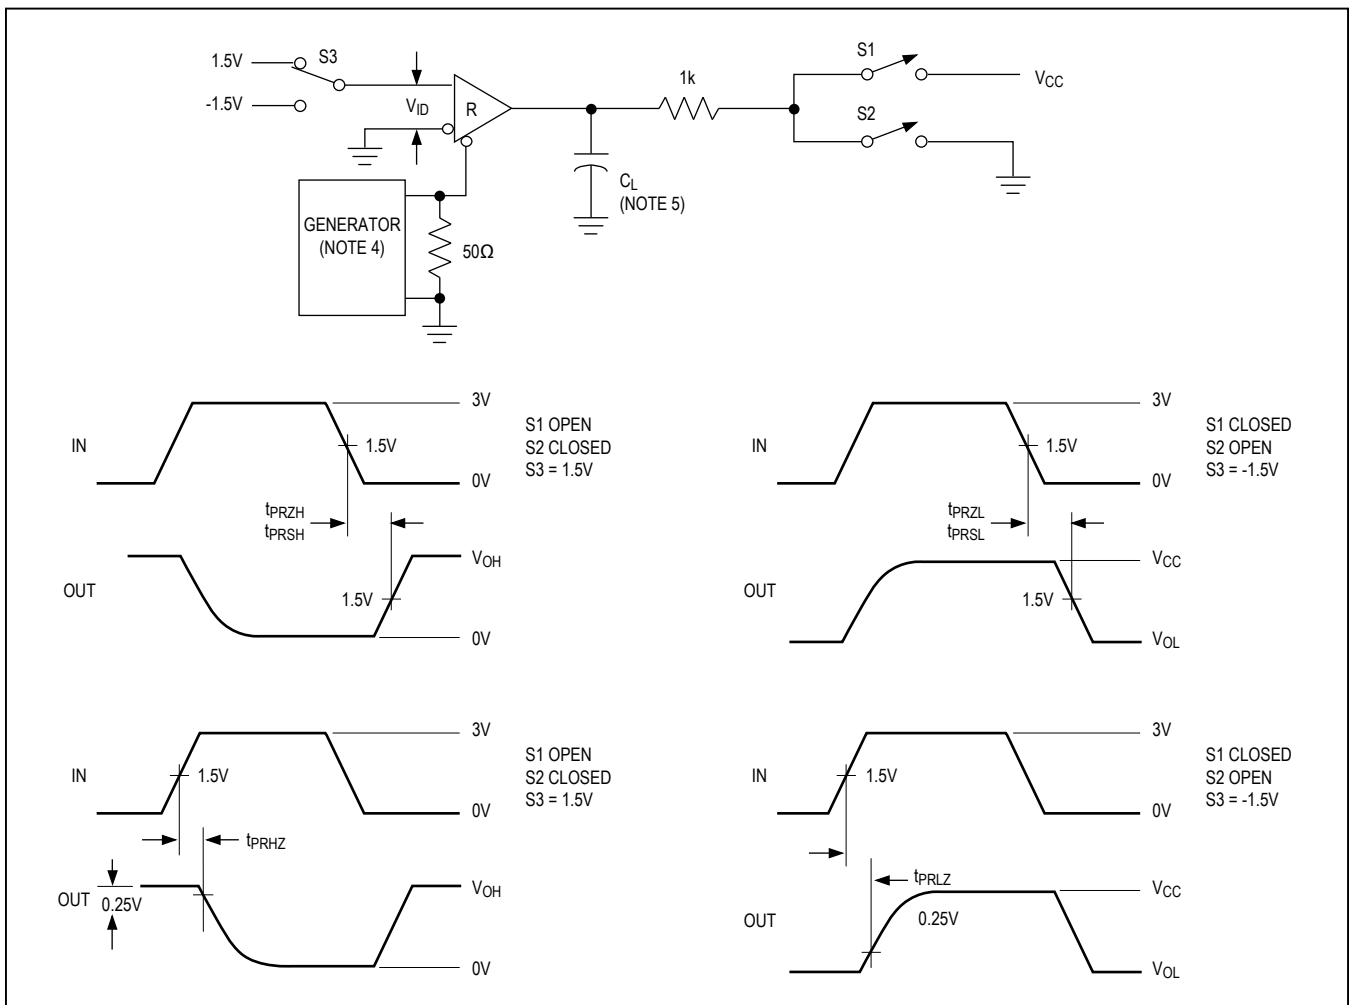 1.5V
S3
-1.5V
VID
R
GENERATOR
(NOTE 4)
50Ω
CL
(NOTE 5)
1k
S1
VCC
S2
IN
3V
1.5V
0V
S1 OPEN
S2 CLOSED
S3 = 1.5V
tPRZH
tPRSH
OUT
VOH
1.5V
0V
IN
3V
1.5V
0V
S1 CLOSED
S2 OPEN
S3 = -1.5V
tPRZL
tPRSL
OUT
VCC
1.5V
VOL
IN
3V
1.5V
0V
S1 OPEN
S2 CLOSED
S3 = 1.5V
tPRHZ
OUT
0.25V
VOH
0V
IN
3V
1.5V
0V
S1 CLOSED
S2 OPEN
S3 = -1.5V
tPRLZ
OUT
0.25V
VCC
VOL